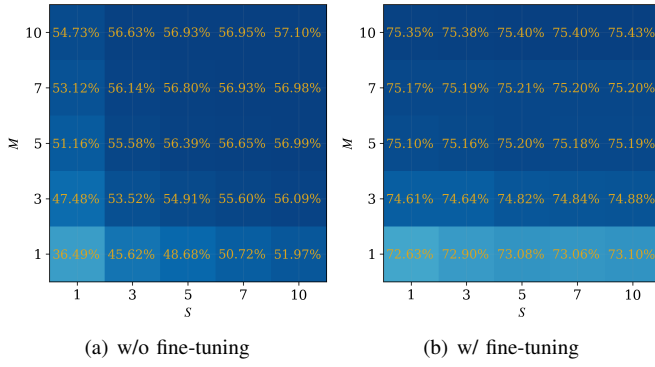 10 54.73% 56.63% 56.93% 56.95% 57.10%
7 53.12% 56.14% 56.80% 56.93% 56.98%
M 5 51.16% 55.58% 56.39% 56.65% 56.99%
3 47.48% 53.52% 54.91% 55.60% 56.09%
1 36.49% 45.62% 48.68% 50.72% 51.97%
1 3 5 7 10
S
(a) w/o fine-tuning
10 75.35% 75.38% 75.40% 75.40% 75.43%
7 75.17% 75.19% 75.21% 75.20% 75.20%
M 5 75.10% 75.16% 75.20% 75.18% 75.19%
3 74.61% 74.64% 74.82% 74.84% 74.88%
1 72.63% 72.90% 73.08% 73.06% 73.10%
1 3 5 7 10
S
(b) w/ fine-tuning